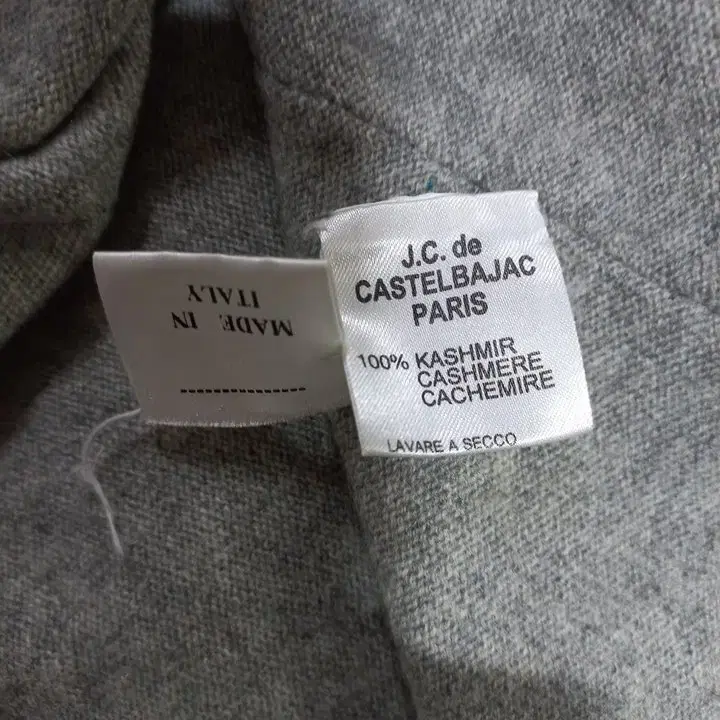 J.C. de
CASTELBAJAC
PARIS
100% KASHMIR
CASHMERE
CACHEMIRE
LAVARE A SECCO
MADE IN
ITALY